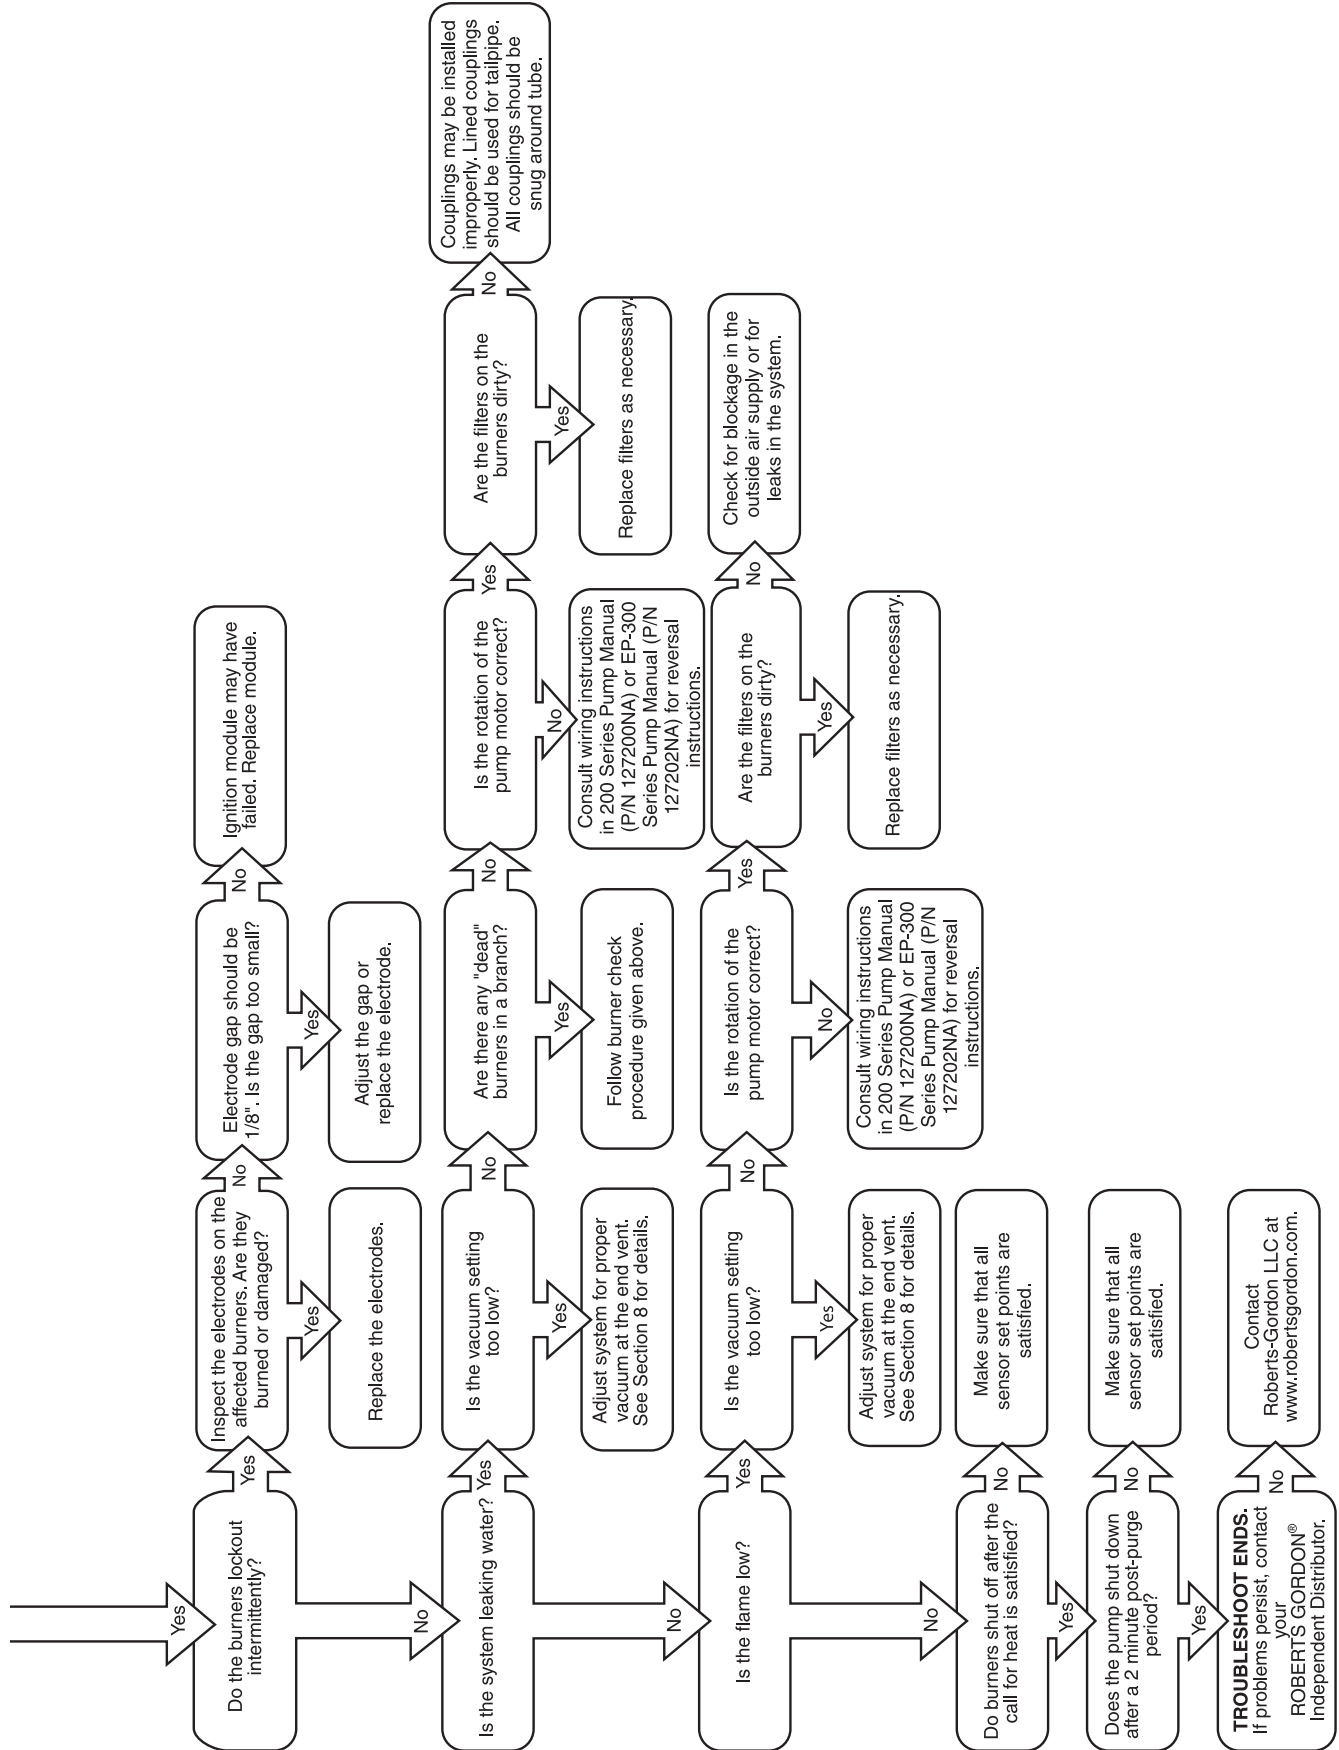 Yes
Do the burners lockout
intermittently?
Yes
Inspect the electrodes on the
affected burners. Are they
burned or damaged?
No
Electrode gap should be
1/8". Is the gap too small?
No
Ignition module may have
failed. Replace module.
Yes
Replace the electrodes.
Yes
Adjust the gap or
replace the electrode.
No
Is the system leaking water?
Yes
Is the vacuum setting
too low?
No
Are there any "dead"
burners in a branch?
No
Is the rotation of the
pump motor correct?
Yes
Are the filters on the
burners dirty?
No
Couplings may be installed
improperly. Lined couplings
should be used for tailpipe.
All couplings should be
snug around tube.
Yes
Adjust system for proper
vacuum at the end vent.
See Section 8 for details.
Yes
Follow burner check
procedure given above.
No
Consult wiring instructions
in 200 Series Pump Manual
(P/N 127200NA) or EP-300
Series Pump Manual (P/N
127202NA) for reversal
instructions.
Yes
Replace filters as necessary.
No
Is the flame low?
Yes
Is the vacuum setting
too low?
No
Is the rotation of the
pump motor correct?
Yes
Are the filters on the
burners dirty?
No
Check for blockage in the
outside air supply or for
leaks in the system.
Yes
Adjust system for proper
vacuum at the end vent.
See Section 8 for details.
No
Consult wiring instructions
in 200 Series Pump Manual
(P/N 127200NA) or EP-300
Series Pump Manual (P/N
127202NA) for reversal
instructions.
Yes
Replace filters as necessary.
No
Do burners shut off after the
call for heat is satisfied?
No
Make sure that all
sensor set points are
satisfied.
Yes
Does the pump shut down
after a 2 minute post-purge
period?
No
Make sure that all
sensor set points are
satisfied.
Yes
TROUBLESHOOT ENDS.
If problems persist, contact
your
ROBERTS GORDON®
Independent Distributor.
No
Contact
Roberts-Gordon LLC at
www.robertsgordon.com.